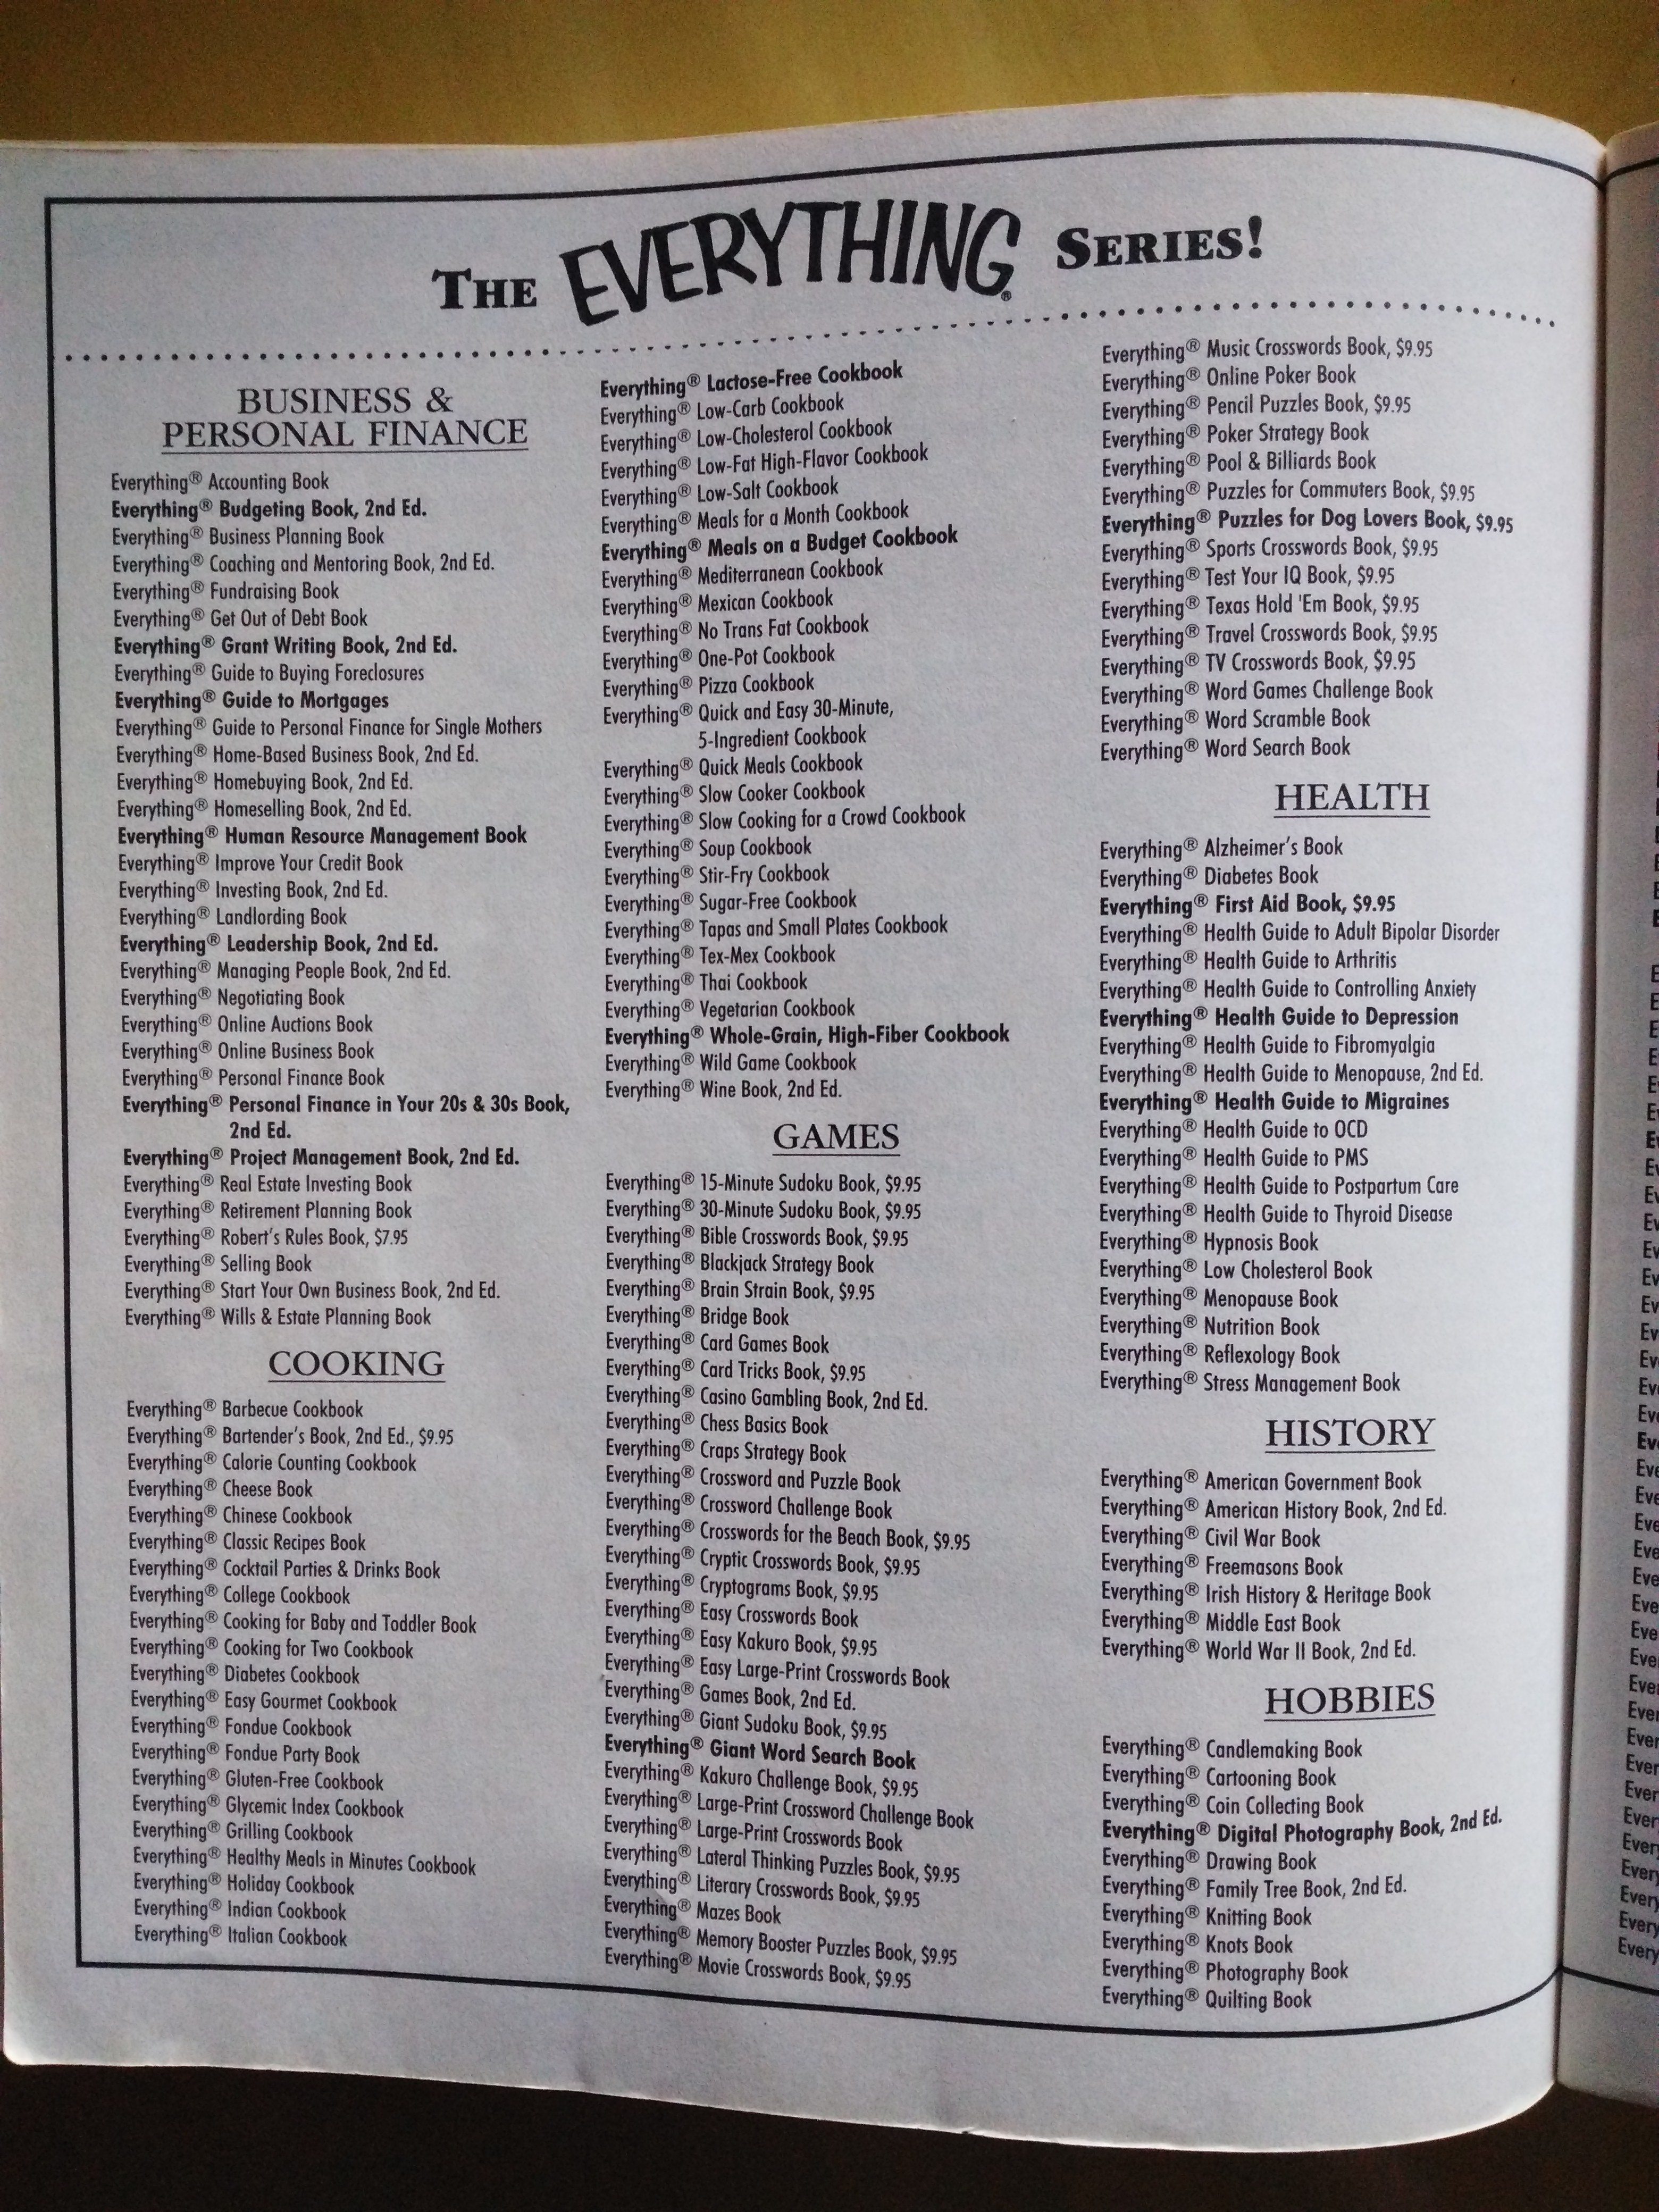 THE EVERYTHING® SERIES!
BUSINESS &
PERSONAL FINANCE
Everything® Accounting Book
Everything® Budgeting Book, 2nd Ed.
Everything® Business Planning Book
Everything® Coaching and Mentoring Book, 2nd Ed.
Everything® Fundraising Book
Everything® Get Out of Debt Book
Everything® Grant Writing Book, 2nd Ed.
Everything® Guide to Buying Foreclosures
Everything® Guide to Mortgages
Everything® Guide to Personal Finance for Single Mothers
Everything® Home-Based Business Book, 2nd Ed.
Everything® Homebuying Book, 2nd Ed.
Everything® Homeselling Book, 2nd Ed.
Everything® Human Resource Management Book
Everything® Improve Your Credit Book
Everything® Investing Book, 2nd Ed.
Everything® Landlording Book
Everything® Leadership Book, 2nd Ed.
Everything® Managing People Book, 2nd Ed.
Everything® Negotiating Book
Everything® Online Auctions Book
Everything® Online Business Book
Everything® Personal Finance Book
Everything® Personal Finance in Your 20s & 30s Book,
2nd Ed.
Everything® Project Management Book, 2nd Ed.
Everything® Real Estate Investing Book
Everything® Retirement Planning Book
Everything® Robert's Rules Book, $7.95
Everything® Selling Book
Everything® Start Your Own Business Book, 2nd Ed.
Everything® Wills & Estate Planning Book
COOKING
Everything® Barbecue Cookbook
Everything® Bartender's Book, 2nd Ed., $9.95
Everything® Calorie Counting Cookbook
Everything® Cheese Book
Everything® Chinese Cookbook
Everything® Classic Recipes Book
Everything® Cocktail Parties & Drinks Book
Everything® College Cookbook
Everything® Cooking for Baby and Toddler Book
Everything® Cooking for Two Cookbook
Everything® Diabetes Cookbook
Everything® Easy Gourmet Cookbook
Everything® Fondue Cookbook
Everything® Fondue Party Book
Everything® Gluten-Free Cookbook
Everything® Glycemic Index Cookbook
Everything® Grilling Cookbook
Everything® Healthy Meals in Minutes Cookbook
Everything® Holiday Cookbook
Everything® Indian Cookbook
Everything® Italian Cookbook
Everything® Lactose-Free Cookbook
Everything® Low-Carb Cookbook
Everything® Low-Cholesterol Cookbook
Everything® Low-Fat High-Flavor Cookbook
Everything® Low-Salt Cookbook
Everything® Meals for a Month Cookbook
Everything® Meals on a Budget Cookbook
Everything® Mediterranean Cookbook
Everything® Mexican Cookbook
Everything® No Trans Fat Cookbook
Everything® One-Pot Cookbook
Everything® Pizza Cookbook
Everything® Quick and Easy 30-Minute,
5-Ingredient Cookbook
Everything® Quick Meals Cookbook
Everything® Slow Cooker Cookbook
Everything® Slow Cooking for a Crowd Cookbook
Everything® Soup Cookbook
Everything® Stir-Fry Cookbook
Everything® Sugar-Free Cookbook
Everything® Tapas and Small Plates Cookbook
Everything® Tex-Mex Cookbook
Everything® Thai Cookbook
Everything® Vegetarian Cookbook
Everything® Whole-Grain, High-Fiber Cookbook
Everything® Wild Game Cookbook
Everything® Wine Book, 2nd Ed.
GAMES
Everything® 15-Minute Sudoku Book, $9.95
Everything® 30-Minute Sudoku Book, $9.95
Everything® Bible Crosswords Book, $9.95
Everything® Blackjack Strategy Book
Everything® Brain Strain Book, $9.95
Everything® Bridge Book
Everything® Card Games Book
Everything® Card Tricks Book, $9.95
Everything® Casino Gambling Book, 2nd Ed.
Everything® Chess Basics Book
Everything® Craps Strategy Book
Everything® Crossword and Puzzle Book
Everything® Crossword Challenge Book
Everything® Crosswords for the Beach Book, $9.95
Everything® Cryptic Crosswords Book, $9.95
Everything® Cryptograms Book, $9.95
Everything® Easy Crosswords Book
Everything® Easy Kakuro Book, $9.95
Everything® Easy Large-Print Crosswords Book
Everything® Games Book, 2nd Ed.
Everything® Giant Sudoku Book, $9.95
Everything® Giant Word Search Book
Everything® Kakuro Challenge Book, $9.95
Everything® Large-Print Crossword Challenge Book
Everything® Large-Print Crosswords Book
Everything® Lateral Thinking Puzzles Book, $9.95
Everything® Literary Crosswords Book, $9.95
Everything® Mazes Book
Everything® Memory Booster Puzzles Book, $9.95
Everything® Movie Crosswords Book, $9.95
Everything® Music Crosswords Book, $9.95
Everything® Online Poker Book
Everything® Pencil Puzzles Book, $9.95
Everything® Poker Strategy Book
Everything® Pool & Billiards Book
Everything® Puzzles for Commuters Book, $9.95
Everything® Puzzles for Dog Lovers Book, $9.95
Everything® Sports Crosswords Book, $9.95
Everything® Test Your IQ Book, $9.95
Everything® Texas Hold 'Em Book, $9.95
Everything® Travel Crosswords Book, $9.95
Everything® TV Crosswords Book, $9.95
Everything® Word Games Challenge Book
Everything® Word Scramble Book
Everything® Word Search Book
HEALTH
Everything® Alzheimer's Book
Everything® Diabetes Book
Everything® First Aid Book, $9.95
Everything® Health Guide to Adult Bipolar Disorder
Everything® Health Guide to Arthritis
Everything® Health Guide to Controlling Anxiety
Everything® Health Guide to Depression
Everything® Health Guide to Fibromyalgia
Everything® Health Guide to Menopause, 2nd Ed.
Everything® Health Guide to Migraines
Everything® Health Guide to OCD
Everything® Health Guide to PMS
Everything® Health Guide to Postpartum Care
Everything® Health Guide to Thyroid Disease
Everything® Hypnosis Book
Everything® Low Cholesterol Book
Everything® Menopause Book
Everything® Nutrition Book
Everything® Reflexology Book
Everything® Stress Management Book
HISTORY
Everything® American Government Book
Everything® American History Book, 2nd Ed.
Everything® Civil War Book
Everything® Freemasons Book
Everything® Irish History & Heritage Book
Everything® Middle East Book
Everything® World War II Book, 2nd Ed.
HOBBIES
Everything® Candlemaking Book
Everything® Cartooning Book
Everything® Coin Collecting Book
Everything® Digital Photography Book, 2nd Ed.
Everything® Drawing Book
Everything® Family Tree Book, 2nd Ed.
Everything® Knitting Book
Everything® Knots Book
Everything® Photography Book
Everything® Quilting Book